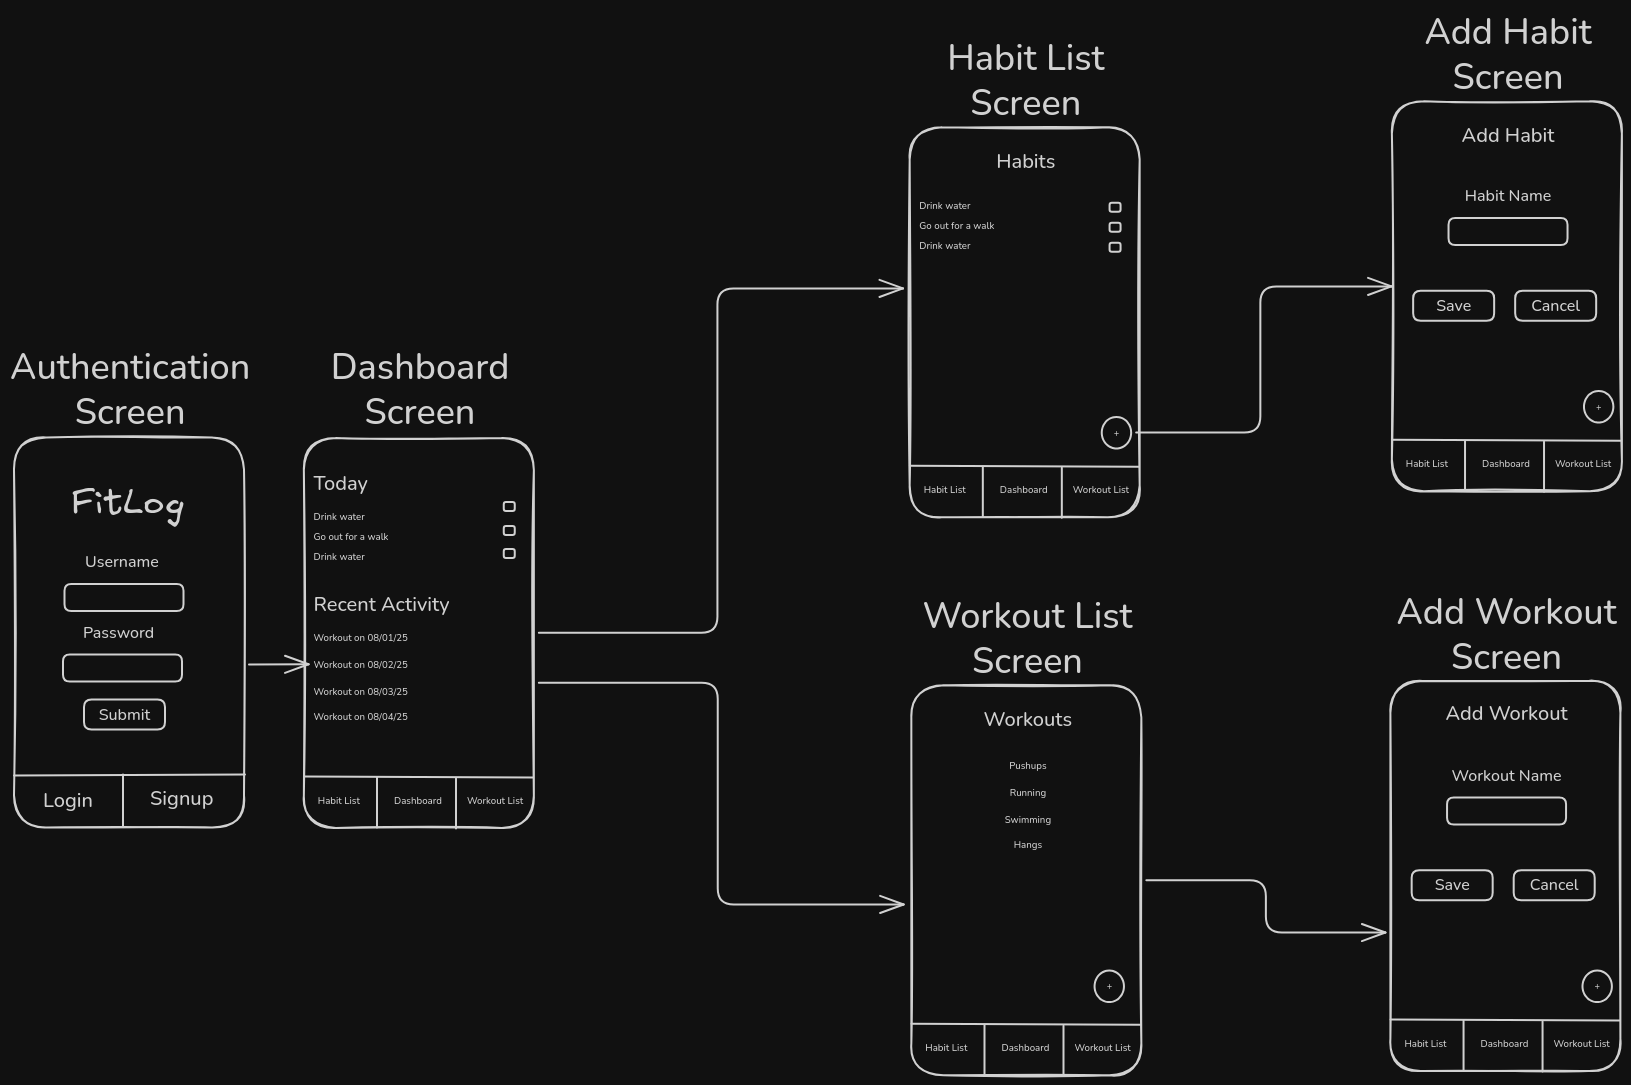 Authentication
Screen
FitLog
Username
Password
Submit
Login
Signup
Dashboard
Screen
Today
Drink water
Go out for a walk
Drink water
Recent Activity
Workout on 08/01/25
Workout on 08/02/25
Workout on 08/03/25
Workout on 08/04/25
Habit List
Dashboard
Workout List
Habit List
Screen
Habits
Drink water
Go out for a walk
Drink water
+
Habit List
Dashboard
Workout List
Add Habit
Screen
Add Habit
Habit Name
Save
Cancel
+
Habit List
Dashboard
Workout List
Workout List
Screen
Workouts
Pushups
Running
Swimming
Hangs
+
Habit List
Dashboard
Workout List
Add Workout
Screen
Add Workout
Workout Name
Save
Cancel
+
Habit List
Dashboard
Workout List